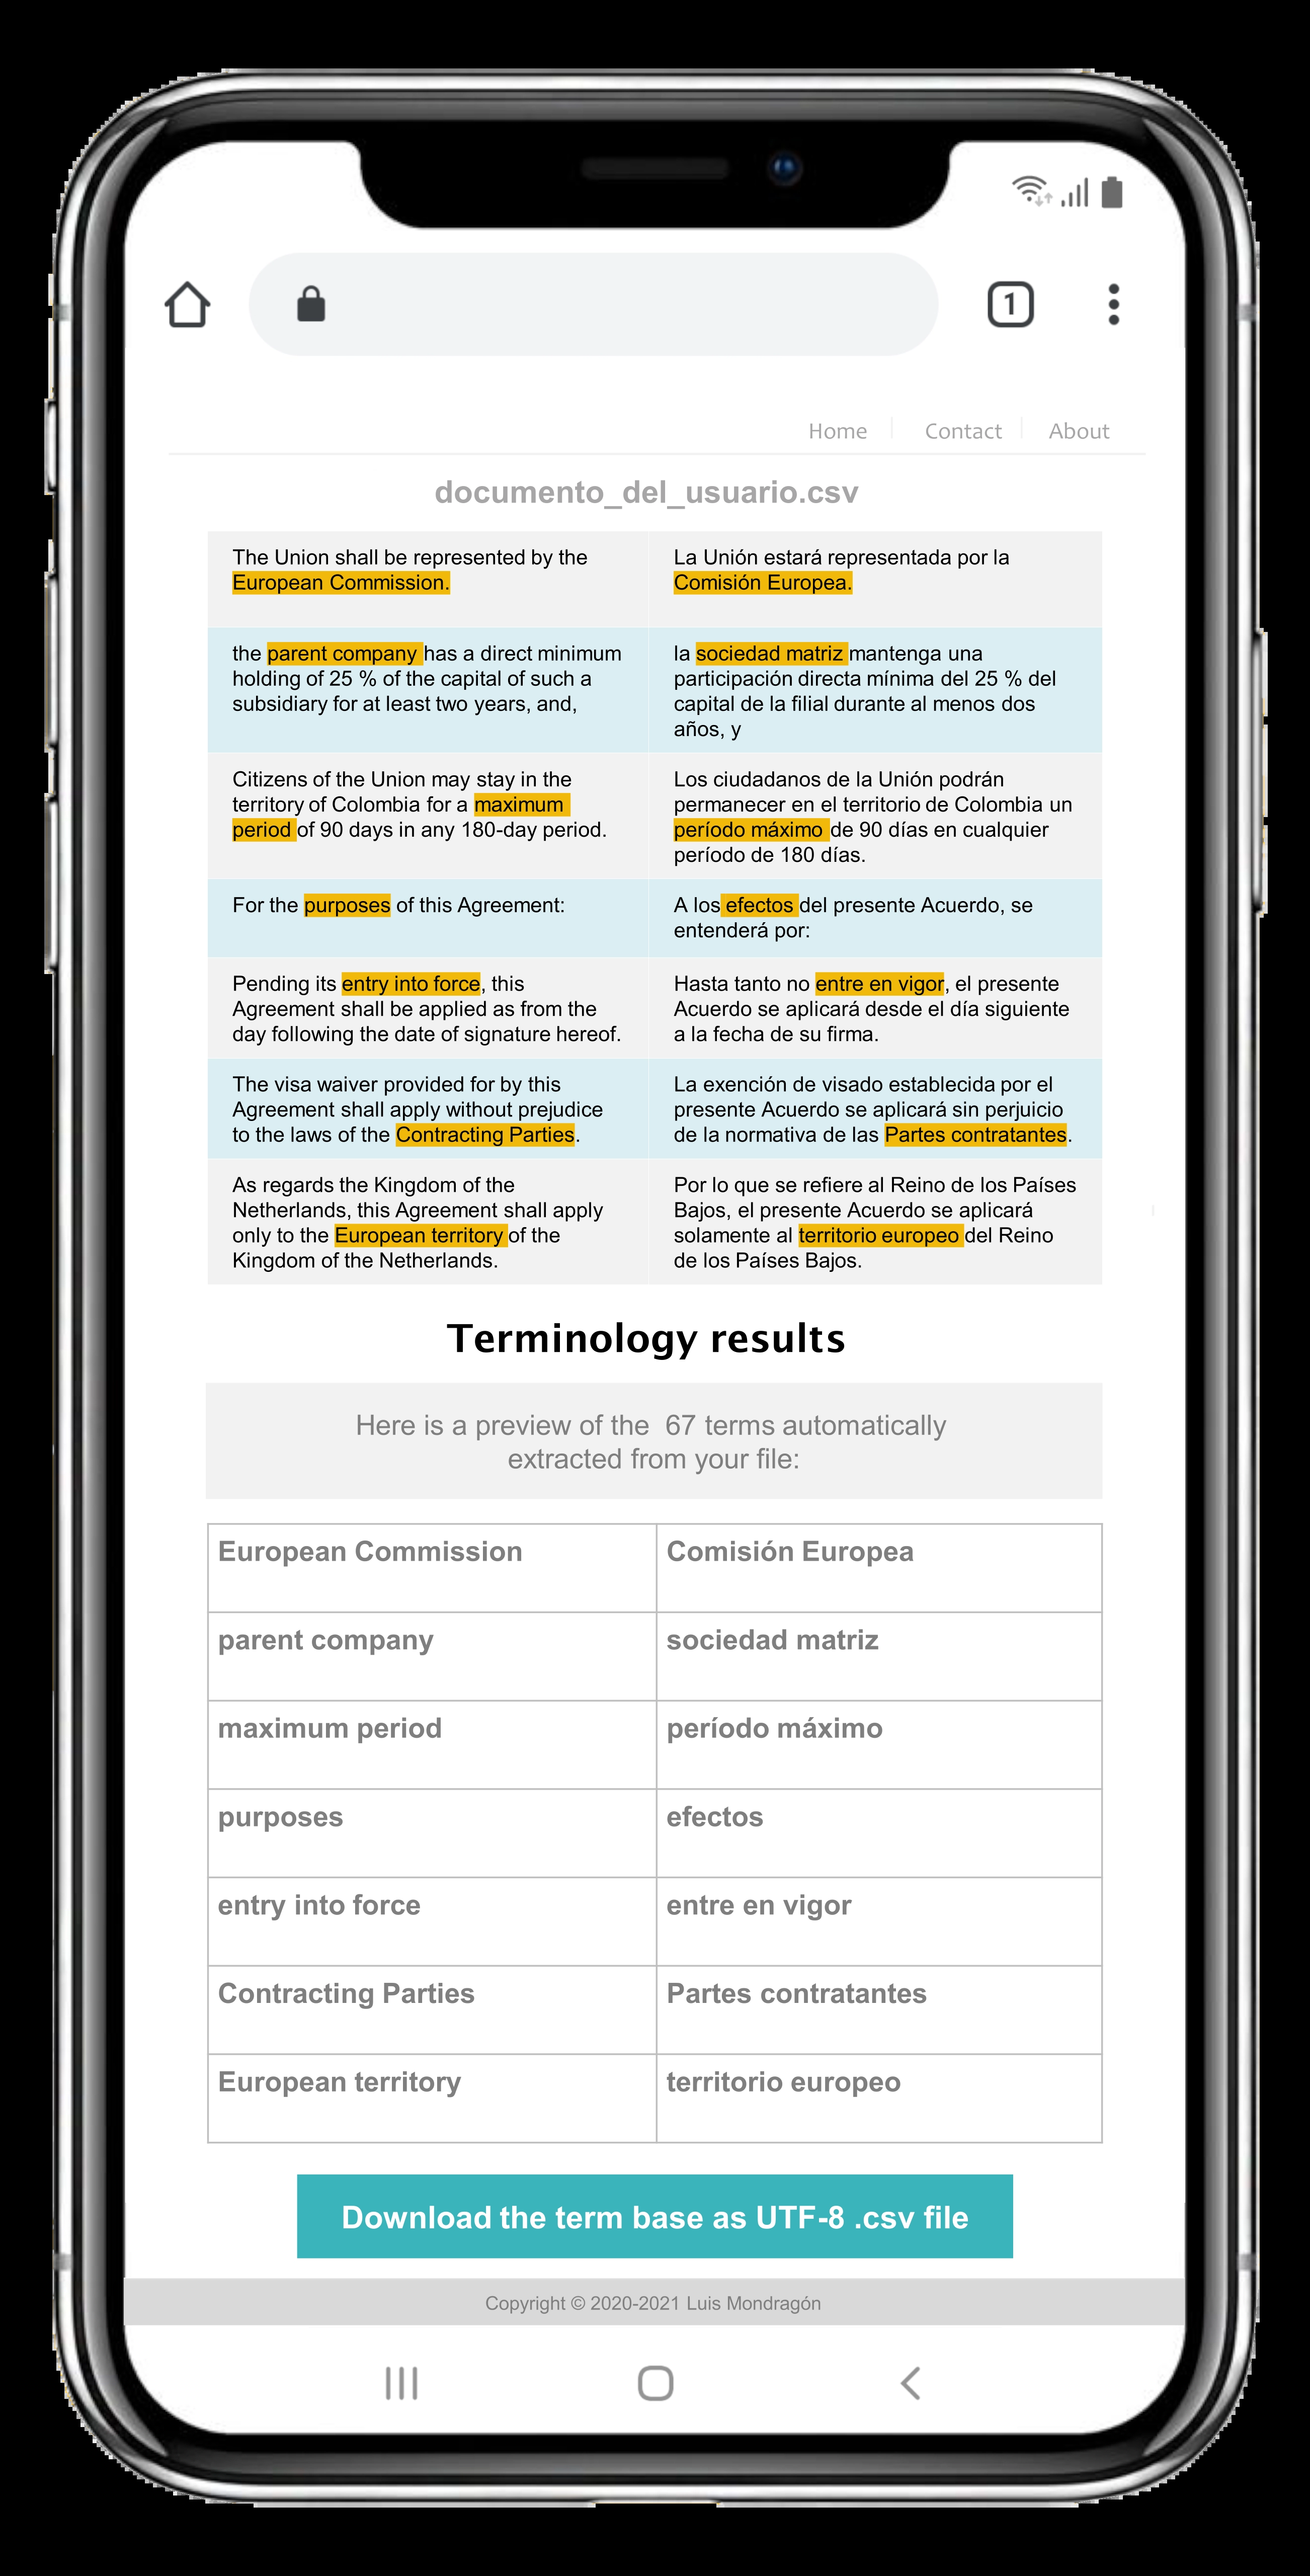 1
Home
Contact
About
documento_del_usuario.csv
The Union shall be represented by the
European Commission.
La Unión estará representada por la
Comisión Europea.
the parent company has a direct minimum
holding of 25 % of the capital of such a
subsidiary for at least two years, and,
la sociedad matriz mantenga una
participación directa mínima del 25 % del
capital de la filial durante al menos dos
años, y
Citizens of the Union may stay in the
territory of Colombia for a maximum
period of 90 days in any 180-day period.
Los ciudadanos de la Unión podrán
permanecer en el territorio de Colombia un
período máximo de 90 días en cualquier
período de 180 días.
For the purposes of this Agreement:
A los efectos del presente Acuerdo, se
entenderá por:
Pending its entry into force, this
Agreement shall be applied as from the
day following the date of signature hereof.
Hasta tanto no entre en vigor, el presente
Acuerdo se aplicará desde el día siguiente
a la fecha de su firma.
The visa waiver provided for by this
Agreement shall apply without prejudice
to the laws of the Contracting Parties.
La exención de visado establecida por el
presente Acuerdo se aplicará sin perjuicio
de la normativa de las Partes contratantes.
As regards the Kingdom of the
Netherlands, this Agreement shall apply
only to the European territory of the
Kingdom of the Netherlands.
Por lo que se refiere al Reino de los Países
Bajos, el presente Acuerdo se aplicará
solamente al territorio europeo del Reino
de los Países Bajos.
Terminology results
Here is a preview of the 67 terms automatically
extracted from your file:
European Commission
Comisión Europea
parent company
sociedad matriz
maximum period
período máximo
purposes
efectos
entry into force
entre en vigor
Contracting Parties
Partes contratantes
European territory
territorio europeo
Download the term base as UTF-8 .csv file
Copyright © 2020-2021 Luis Mondragón